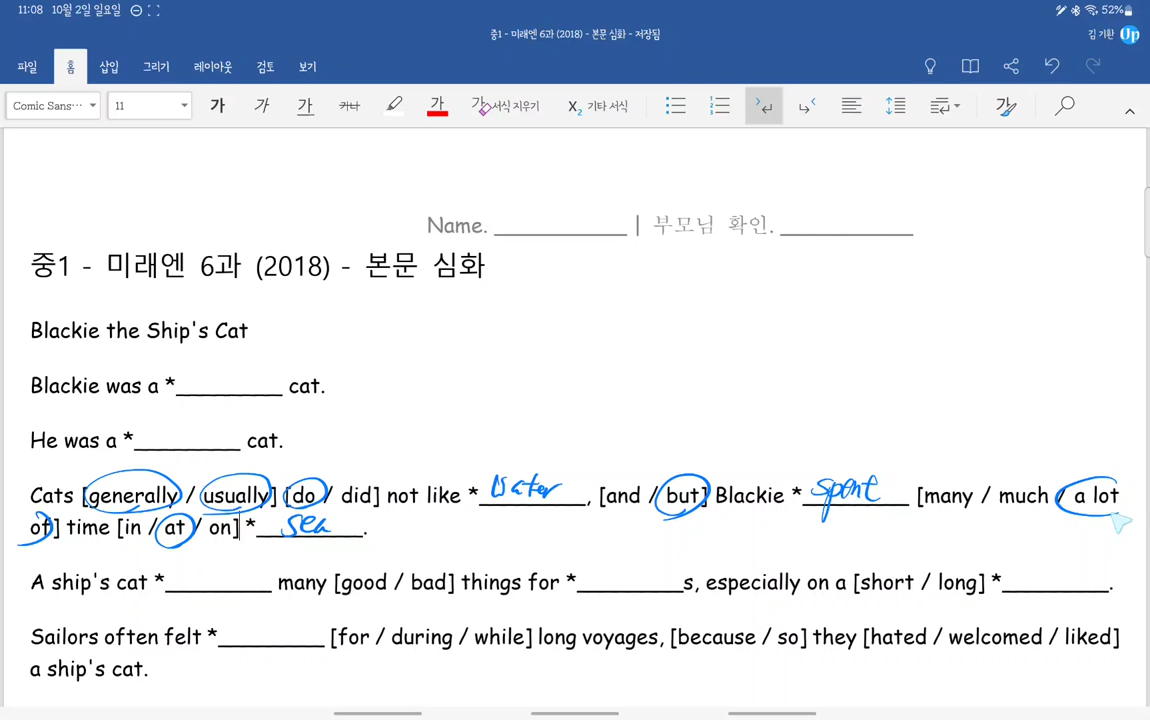 11:08 10월 2일 일요일 52%
중1 - 미래엔 6과 (2018) - 본문 심화 - 저장됨
김 기환 Up
파일 홈 삽입 그리기 레이아웃 검토 보기
Comic Sans··· 11 가 가 가 가나 가 가 서식 지우기 X₂ 기타 서식 가
Name. ___________ | 부모님 확인. ___________
중1 - 미래엔 6과 (2018) - 본문 심화
Blackie the Ship's Cat
Blackie was a *_________ cat.
He was a *_________ cat.
Cats [generally / usually] [do / did] not like * water, [and / but] Blackie * spent [many / much / a lot
of] time [in / at / on] * sea.
A ship's cat *_________ many [good / bad] things for *_________s, especially on a [short / long] *_________.
Sailors often felt *_________ [for / during / while] long voyages, [because / so] they [hated / welcomed / liked]
a ship's cat.